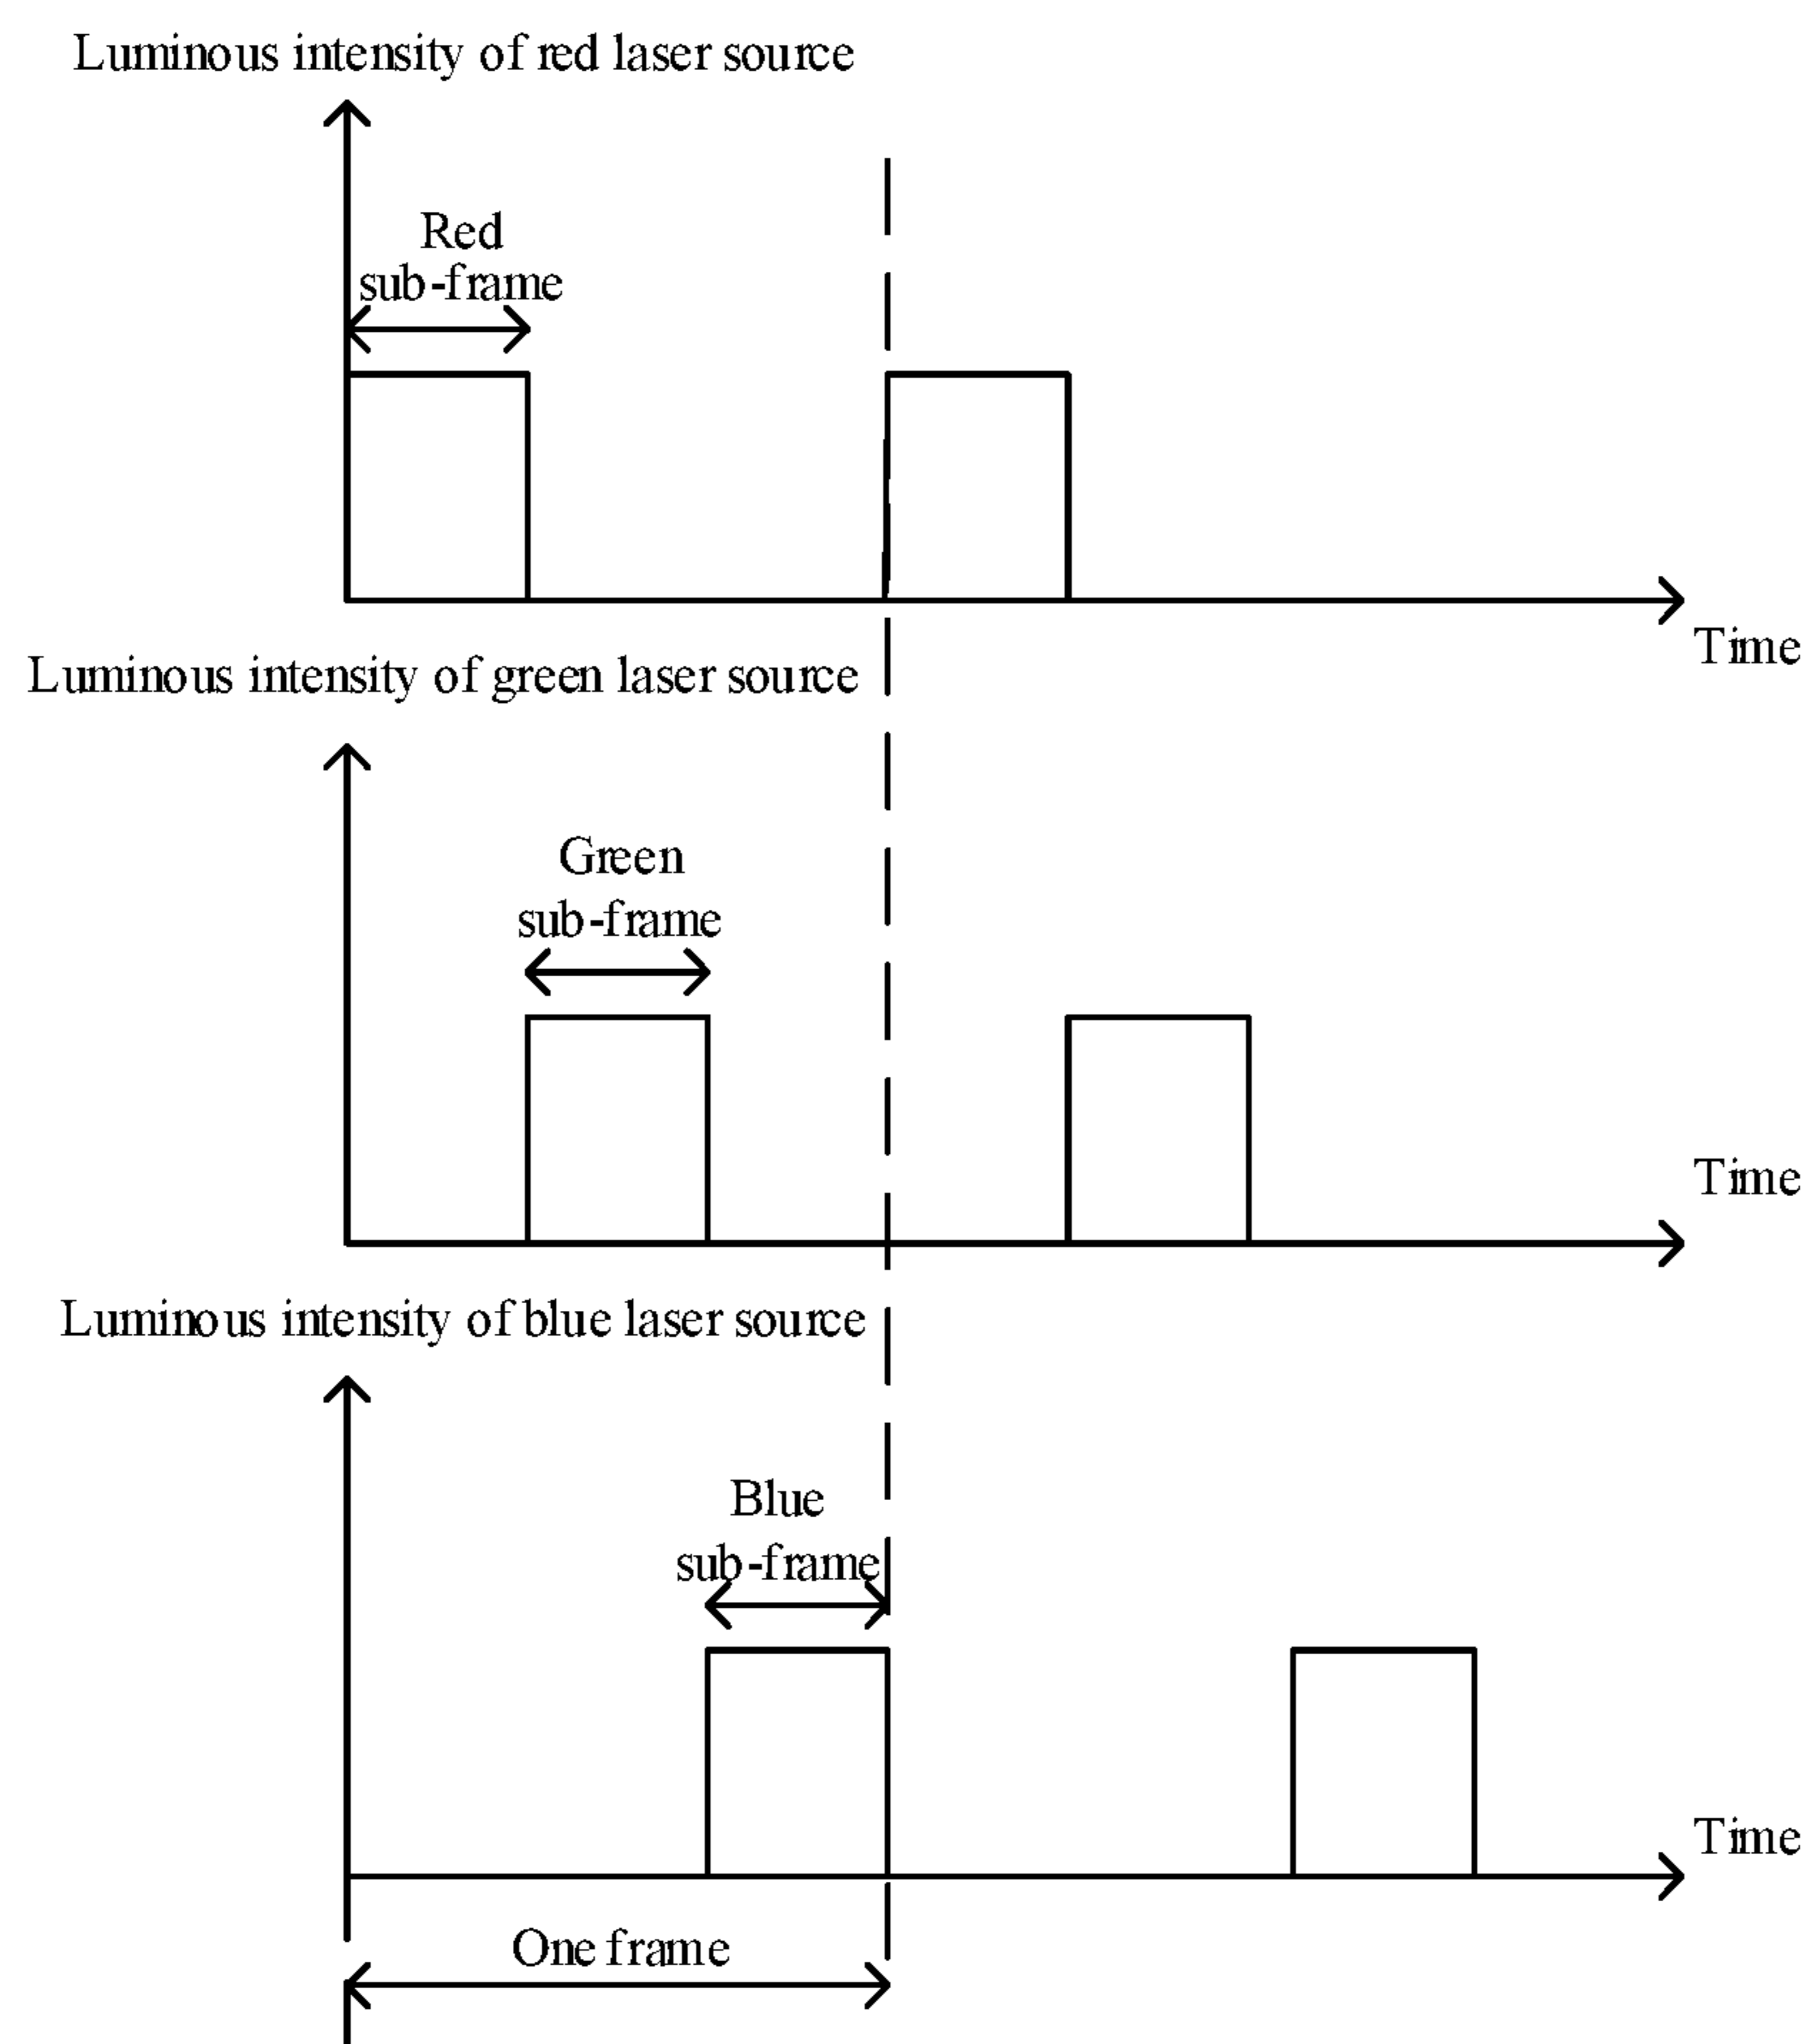 Luminous intensity of red laser source
Red
sub-frame
Time
Luminous intensity of green laser source
Green
sub-frame
Time
Luminous intensity of blue laser source
Blue
sub-frame
Time
One frame